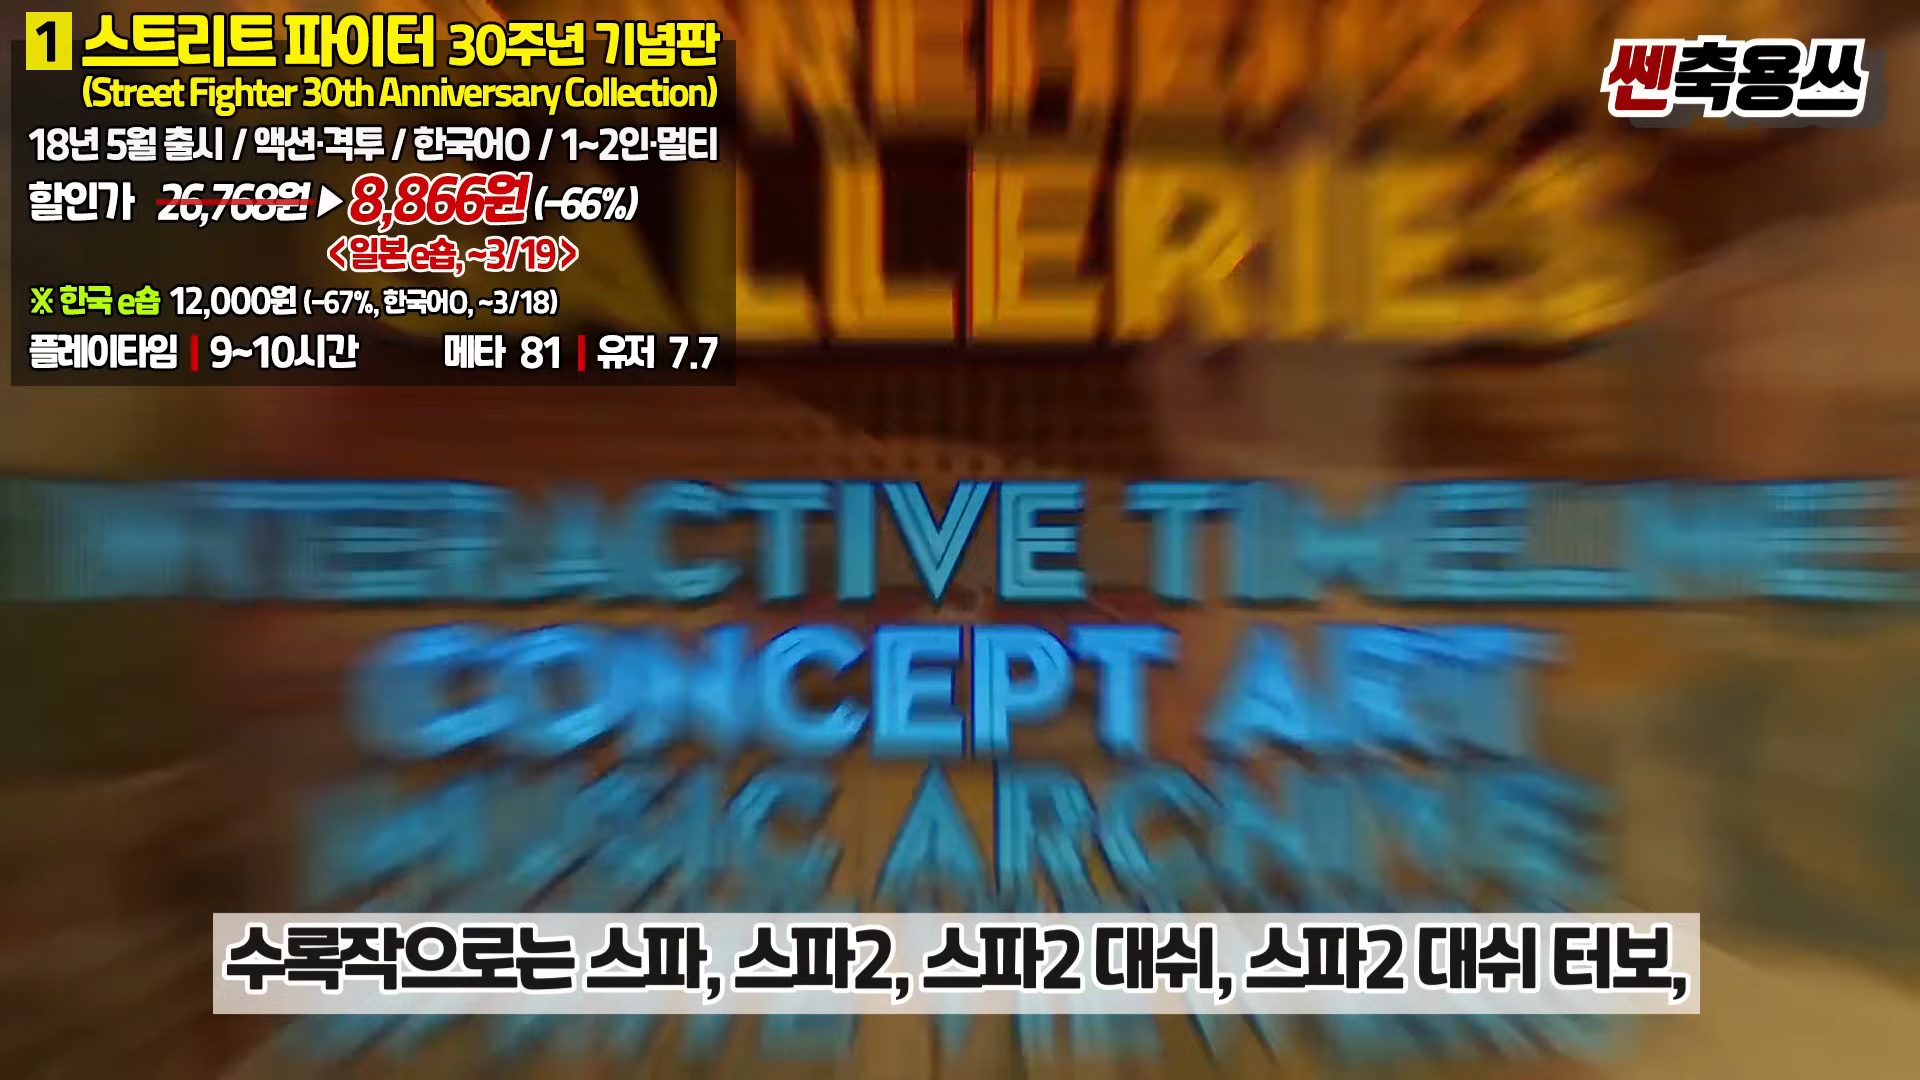 1 스트리트 파이터 30주년 기념판
(Street Fighter 30th Anniversary Collection)
18년 5월 출시 / 액션·격투 / 한국어O / 1~2인·멀티
할인가 26,768원 ▶ 8,866원 (-66%)
<일본 e숍, ~3/19>
※ 한국 e숍 12,000원 (-67%, 한국어O, ~3/18)
플레이타임 | 9~10시간 메타 81 | 유저 7.7
쎈축용쓰
GALLERIES
INTERACTIVE TIMELINE
CONCEPT ART
MUSIC ARCHIVE
수록작으로는 스파, 스파2, 스파2 대쉬, 스파2 대쉬 터보,